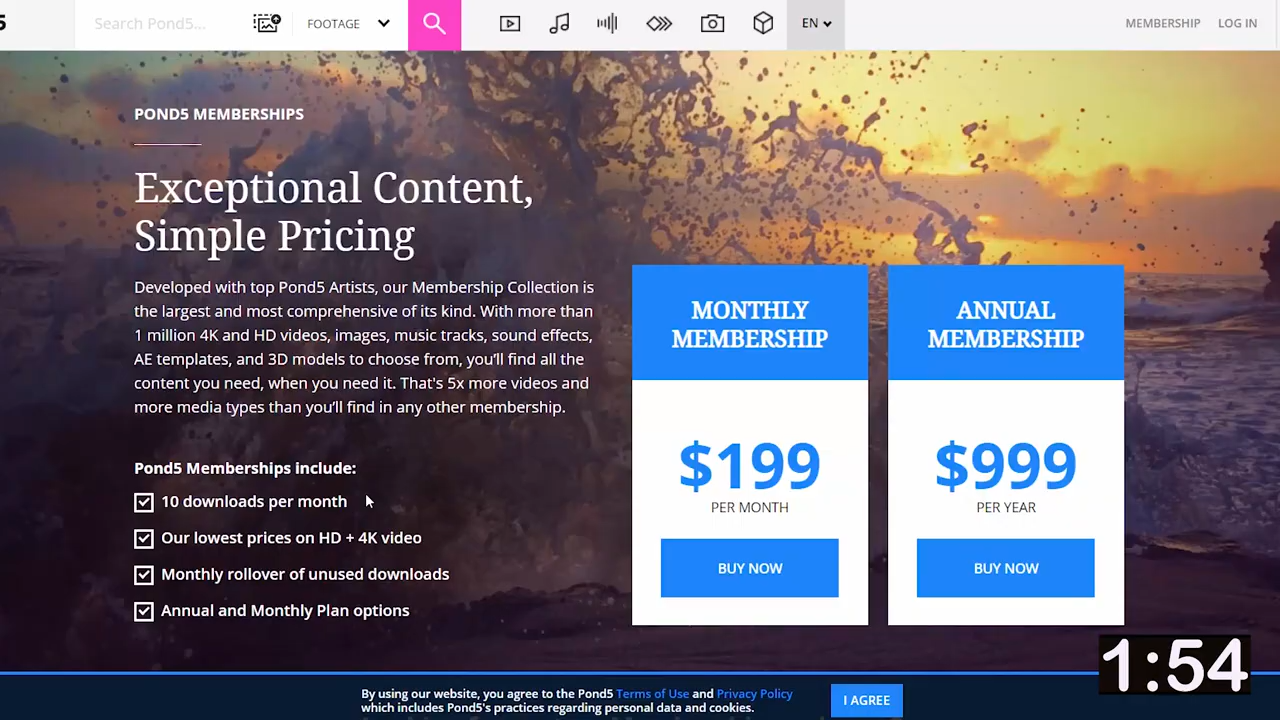 5
Search Pond5...
FOOTAGE
EN
MEMBERSHIP
LOG IN
POND5 MEMBERSHIPS
Exceptional Content,
Simple Pricing
Developed with top Pond5 Artists, our Membership Collection is
the largest and most comprehensive of its kind. With more than
1 million 4K and HD videos, images, music tracks, sound effects,
AE templates, and 3D models to choose from, you'll find all the
content you need, when you need it. That's 5x more videos and
more media types than you'll find in any other membership.
Pond5 Memberships include:
10 downloads per month
Our lowest prices on HD + 4K video
Monthly rollover of unused downloads
Annual and Monthly Plan options
MONTHLY
MEMBERSHIP
$199
PER MONTH
BUY NOW
ANNUAL
MEMBERSHIP
$999
PER YEAR
BUY NOW
1:54
By using our website, you agree to the Pond5 Terms of Use and Privacy Policy
which includes Pond5's practices regarding personal data and cookies.
I AGREE